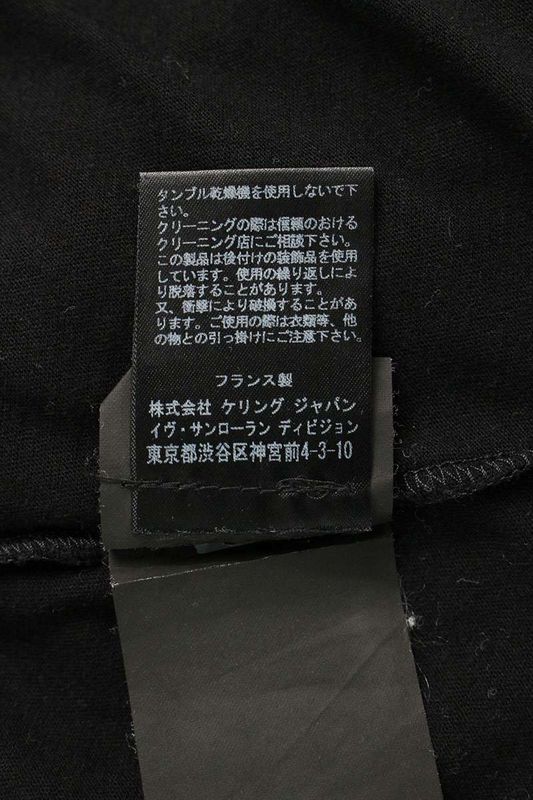 タンブル乾燥機を使用しないで下
さい。
クリーニングの際は信頼のおける
クリーニング店にご相談下さい。
この製品は後付けの装飾品を使用
しています。使用の繰り返しによ
り脱落することがあります。
又、衝撃により破損することがあ
ります。ご使用の際は衣類等、他
の物との引っ掛けにご注意下さい。
フランス製
株式会社 ケリング ジャパン
イヴ・サンローラン ディビジョン
東京都渋谷区神宮前4-3-10